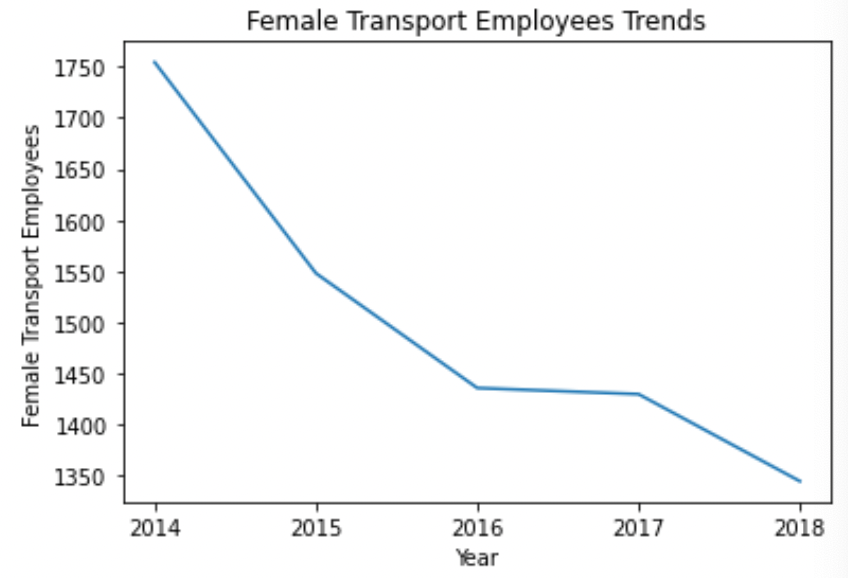 Female Transport Employees Trends
Female Transport Employees
1750
1700
1650
1600
1550
1500
1450
1400
1350
2014 2015 2016 2017 2018
Year